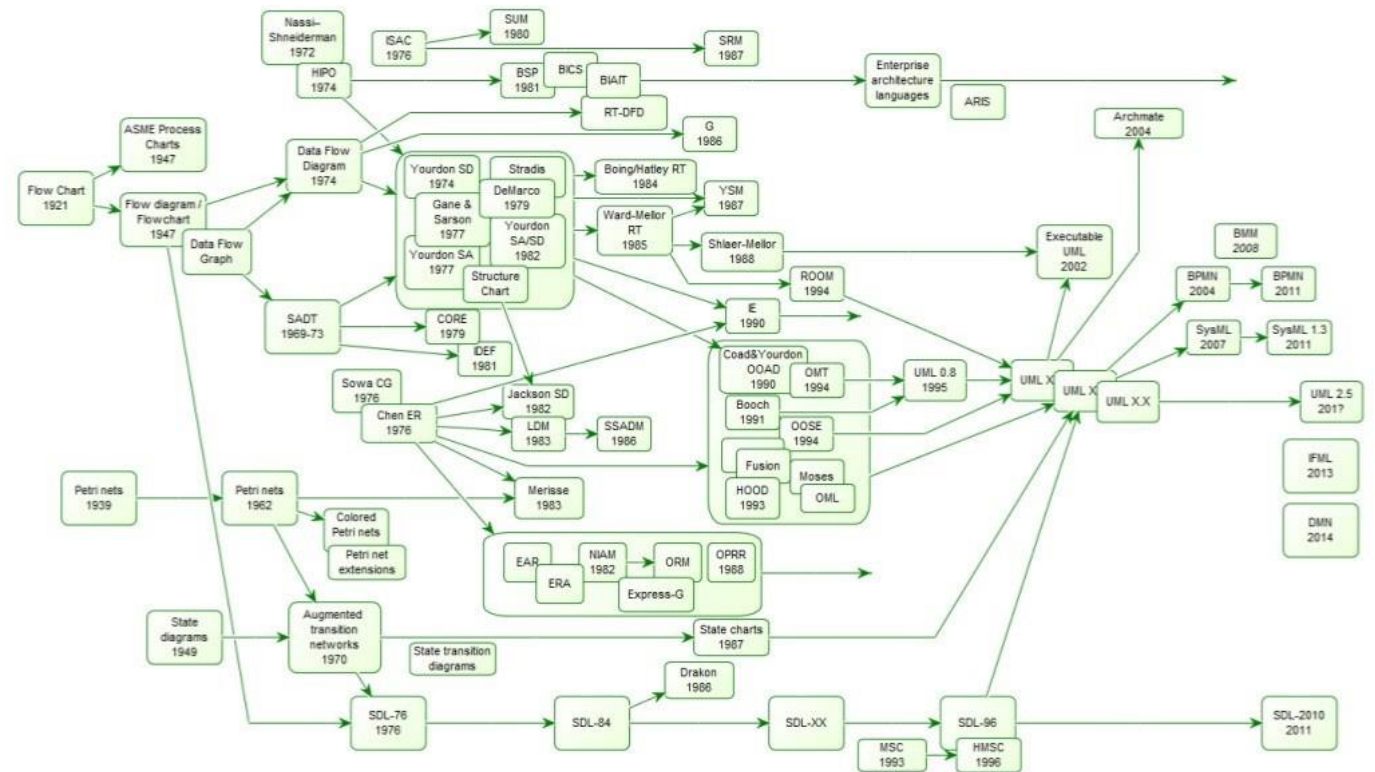 Nassi–
Shneiderman
1972
HIPO
1974
ISAC
1976
SUM
1980
SRM
1987
BSP
1981
BICS
BIAIT
Enterprise
architecture
languages
ARIS
RT-DFD
G
1986
Archmate
2004
ASME Process
Charts
1947
Flow Chart
1921
Flow diagram /
Flowchart
1947
Data Flow
Graph
Data Flow
Diagram
1974
Yourdon SD
1974
Stradis
DeMarco
1979
Gane &
Sarson
1977
Yourdon
SA/SD
1982
Yourdon SA
1977
Structure
Chart
Boing/Hatley RT
1984
YSM
1987
Ward-Mellor
RT
1985
Shlaer-Mellor
1988
ROOM
1994
Executable
UML
2002
BMM
2008
BPMN
2004
BPMN
2011
SysML
2007
SysML 1.3
2011
SADT
1969-73
CORE
1979
IDEF
1981
IE
1990
Sowa CG
1976
Chen ER
1976
Jackson SD
1982
LDM
1983
SSADM
1986
Merisse
1983
Coad&Yourdon
OOAD
1990
OMT
1994
Booch
1991
OOSE
1994
Fusion
Moses
HOOD
1993
OML
UML 0.8
1995
UML X
UML X
UML X.X
UML 2.5
201?
IFML
2013
DMN
2014
Petri nets
1939
Petri nets
1962
Colored
Petri nets
Petri net
extensions
EAR
ERA
NIAM
1982
ORM
Express-G
OPRR
1988
State
diagrams
1949
Augmented
transition
networks
1970
State transition
diagrams
State charts
1987
SDL-76
1976
SDL-84
Drakon
1986
SDL-XX
SDL-96
MSC
1993
HMSC
1996
SDL-2010
2011